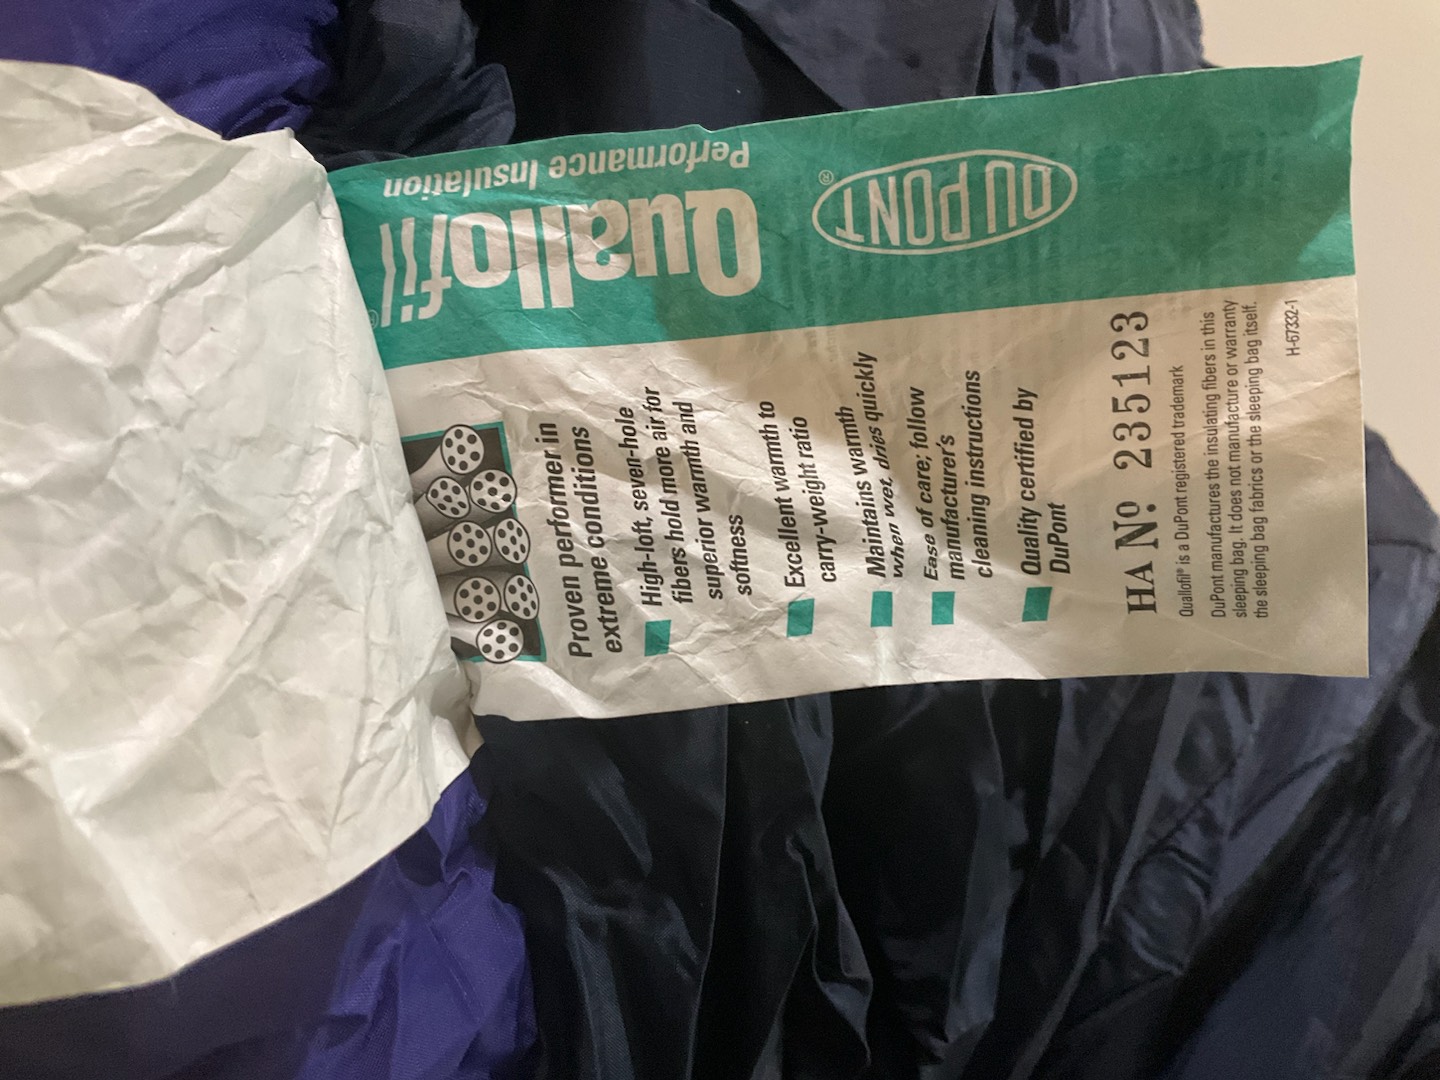 Quallofil®
Performance Insulation
DU PONT®
Proven performer in
extreme conditions
High-loft, seven-hole
fibers hold more air for
superior warmth and
softness
Excellent warmth to
carry-weight ratio
Maintains warmth
when wet, dries quickly
Ease of care; follow
manufacturer's
cleaning instructions
Quality certified by
DuPont
HA Nº 235123
Quallofil® is a DuPont registered trademark
DuPont manufactures the insulating fibers in this
sleeping bag. It does not manufacture or warranty
the sleeping bag fabrics or the sleeping bag itself.
H-67332-1